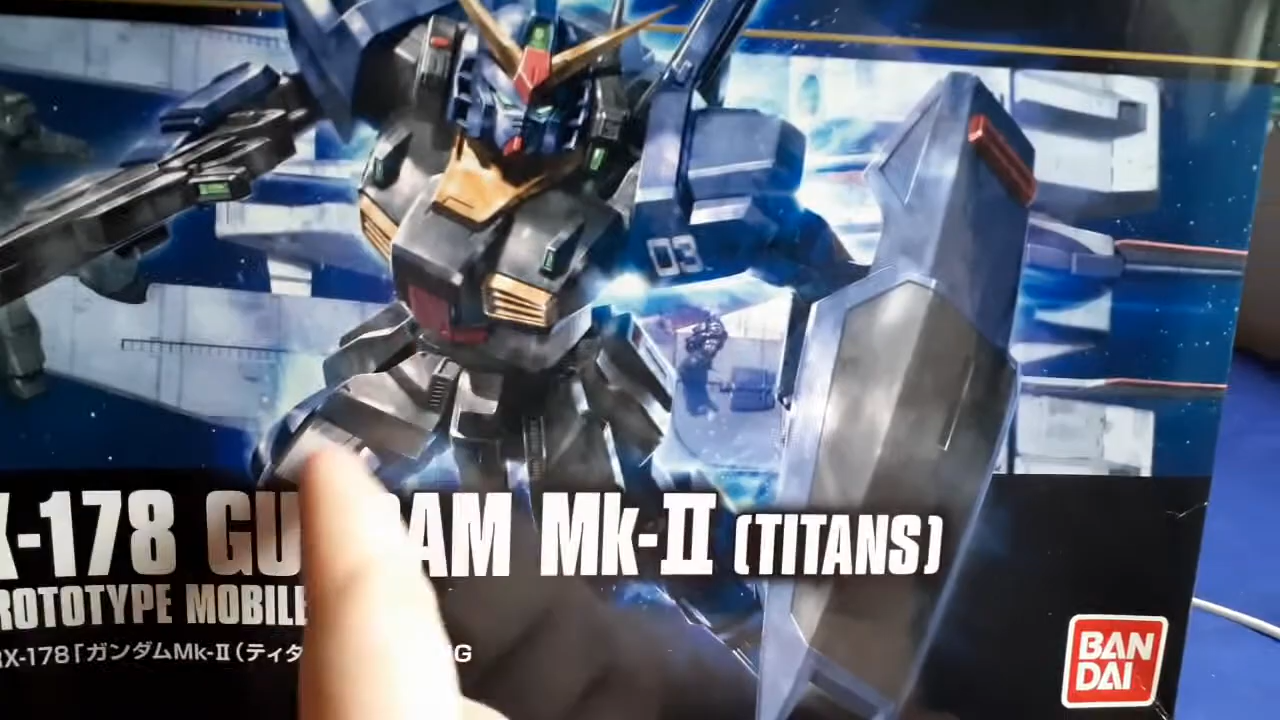 03
X-178 GU DAM Mk-II (TITANS)
ROTOTYPE MOBILE
RX-178「ガンダムMk-II（ティタ G
BAN
DAI